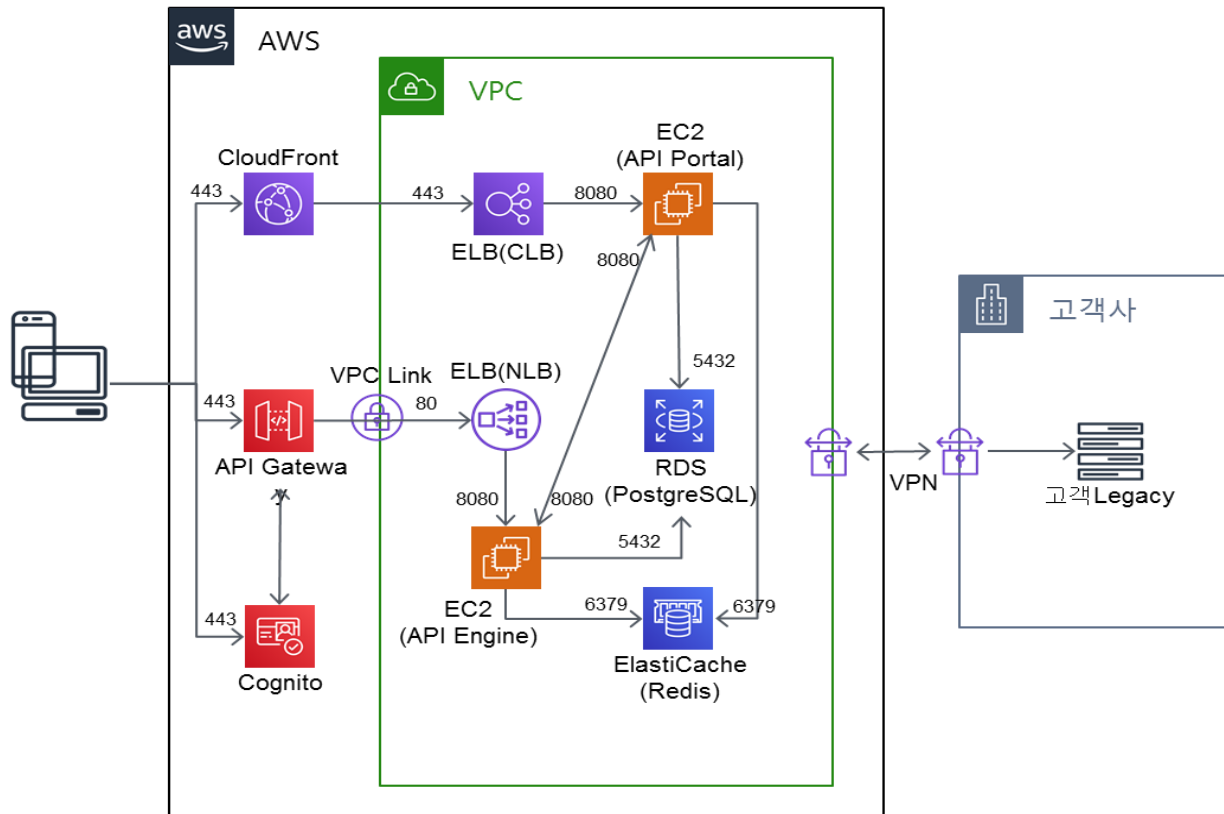 aws
AWS
VPC
EC2
(API Portal)
CloudFront
443
443
8080
ELB(CLB)
8080
고객사
5432
VPC Link
ELB(NLB)
443
80
API Gatewa
y
RDS
(PostgreSQL)
VPN
고객Legacy
8080
8080
5432
EC2
(API Engine)
6379
6379
443
Cognito
ElastiCache
(Redis)